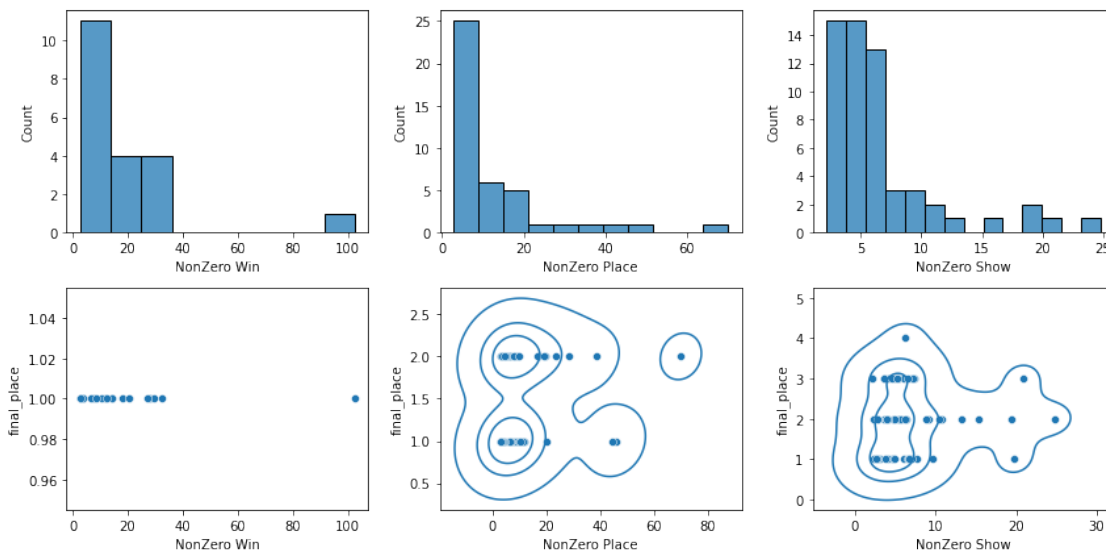 10
8
6
4
2
0
Count
0 20 40 60 80 100
NonZero Win
25
20
15
10
5
0
Count
0 20 40 60
NonZero Place
14
12
10
8
6
4
2
0
Count
5 10 15 20 25
NonZero Show
1.04
1.02
1.00
0.98
0.96
final_place
0 20 40 60 80 100
NonZero Win
2.5
2.0
1.5
1.0
0.5
final_place
0 20 40 60 80
NonZero Place
5
4
3
2
1
0
final_place
0 10 20 30
NonZero Show